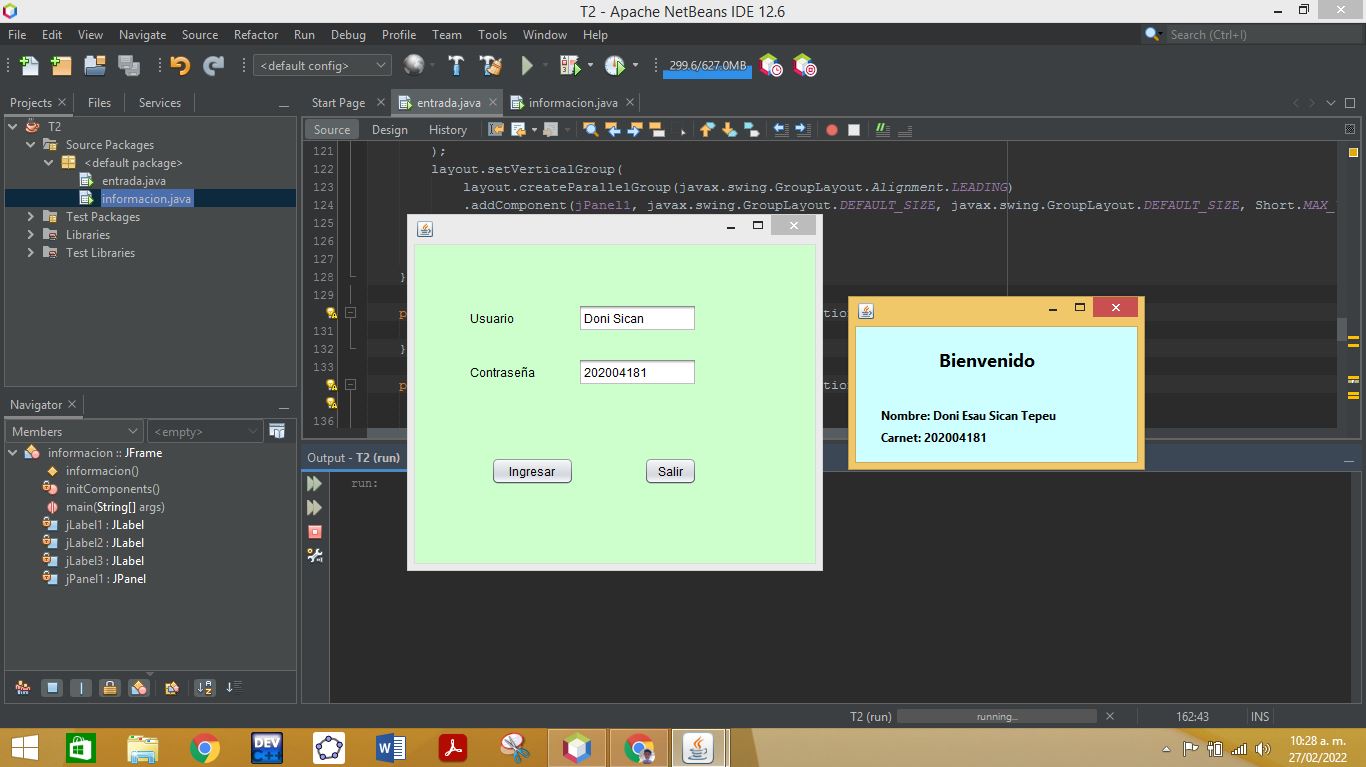 T2 - Apache NetBeans IDE 12.6
File Edit View Navigate Source Refactor Run Debug Profile Team Tools Window Help
Search (Ctrl+I)
<default config>
299.6/627.0MB
Projects Files Services
Start Page entrada.java informacion.java
T2
Source Packages
<default package>
entrada.java
informacion.java
Test Packages
Libraries
Test Libraries
Source Design History
121 );
122 layout.setVerticalGroup(
123 layout.createParallelGroup(javax.swing.GroupLayout.Alignment.LEADING)
124 .addComponent(jPanel1, javax.swing.GroupLayout.DEFAULT_SIZE, javax.swing.GroupLayout.DEFAULT_SIZE, Short.MAX_
125
126
127
128 }
129
p
131
132 }
133
p
136
Usuario Doni Sican
Contraseña 202004181
Ingresar Salir
Bienvenido
Nombre: Doni Esau Sican Tepeu
Carnet: 202004181
Navigator
Members <empty>
informacion :: JFrame
informacion()
initComponents()
main(String[] args)
jLabel1 : JLabel
jLabel2 : JLabel
jLabel3 : JLabel
jPanel1 : JPanel
Output - T2 (run)
run:
T2 (run) running... 162:43 INS
DEV C++
10:28 a. m.
27/02/2022